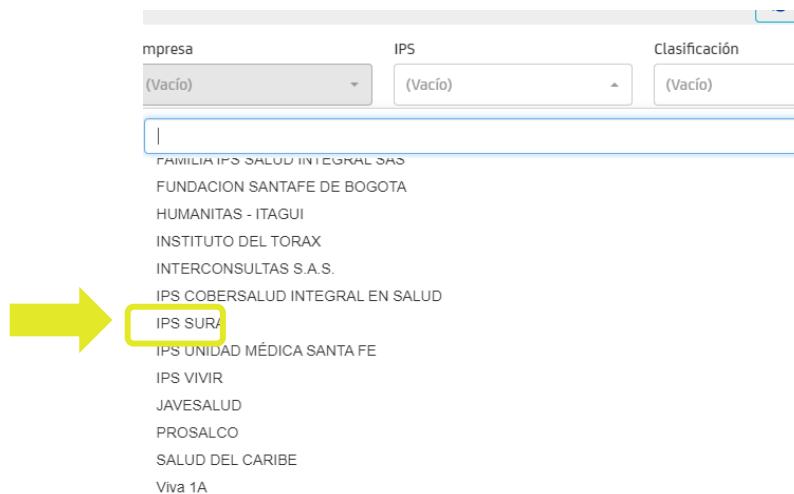 mpresa IPS Clasificación
(Vacío) (Vacío) (Vacío)
FAMILIA IPS SALUD INTEGRAL SAS
FUNDACION SANTAFE DE BOGOTA
HUMANITAS - ITAGUI
INSTITUTO DEL TORAX
INTERCONSULTAS S.A.S.
IPS COBERSALUD INTEGRAL EN SALUD
IPS SURA
IPS UNIDAD MÉDICA SANTA FE
IPS VIVIR
JAVESALUD
PROSALCO
SALUD DEL CARIBE
Viva 1A